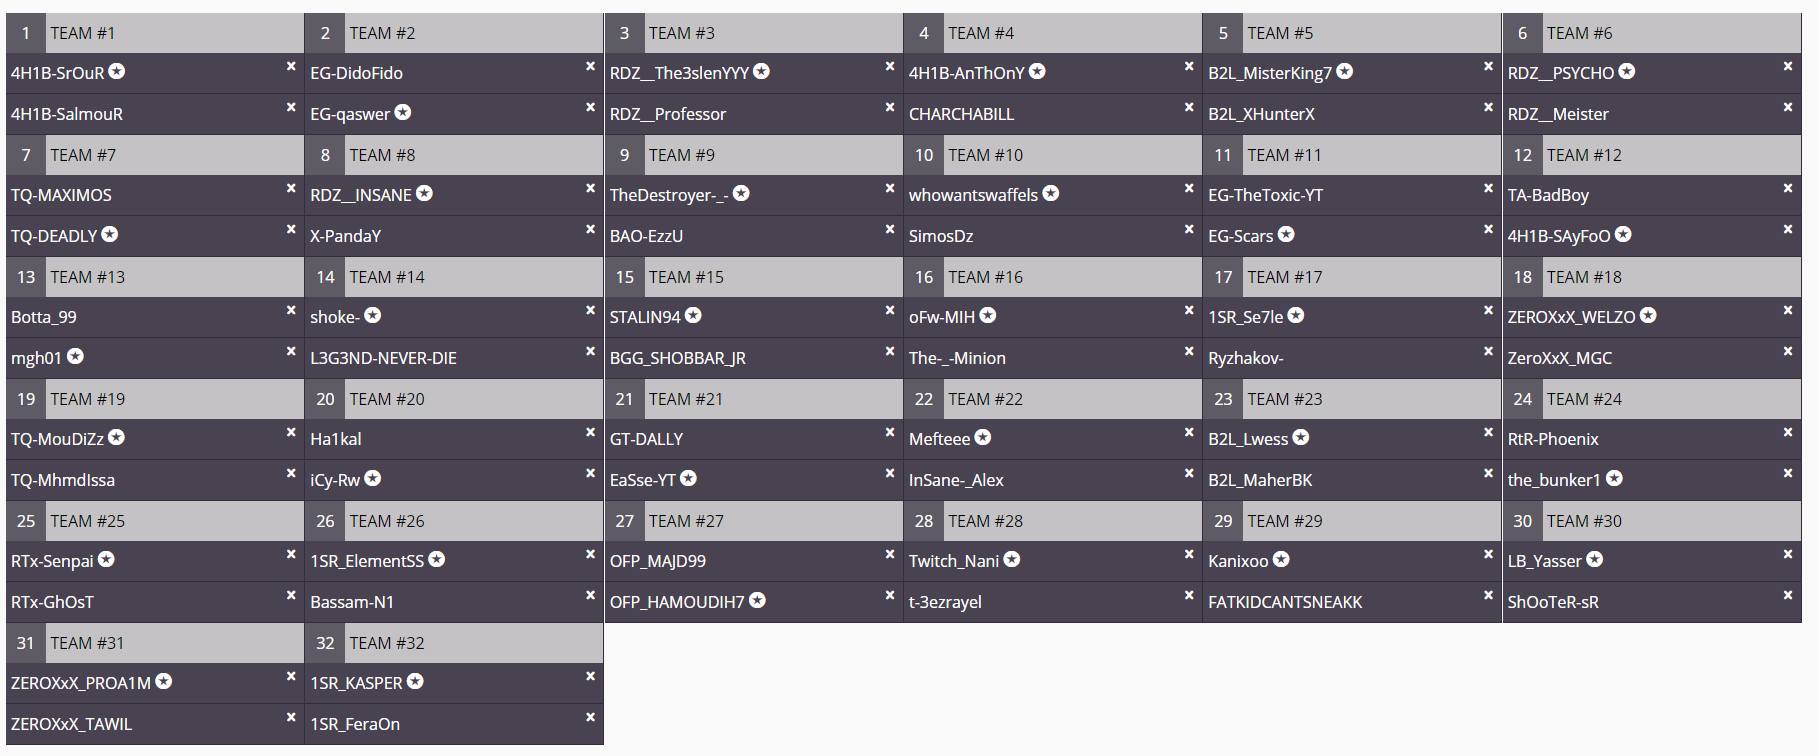 1 TEAM #1
4H1B-SrOuR
4H1B-SalmouR
2 TEAM #2
EG-DidoFido
EG-qaswer
3 TEAM #3
RDZ__The3slenYYY
RDZ__Professor
4 TEAM #4
4H1B-AnThOnY
CHARCHABILL
5 TEAM #5
B2L_MisterKing7
B2L_XHunterX
6 TEAM #6
RDZ__PSYCHO
RDZ__Meister
7 TEAM #7
TQ-MAXIMOS
TQ-DEADLY
8 TEAM #8
RDZ__INSANE
X-PandaY
9 TEAM #9
TheDestroyer-_-
BAO-EzzU
10 TEAM #10
whowantswaffels
SimosDz
11 TEAM #11
EG-TheToxic-YT
EG-Scars
12 TEAM #12
TA-BadBoy
4H1B-SAyFoO
13 TEAM #13
Botta_99
mgh01
14 TEAM #14
shoke-
L3G3ND-NEVER-DIE
15 TEAM #15
STALIN94
BGG_SHOBBAR_JR
16 TEAM #16
oFw-MIH
The-_-Minion
17 TEAM #17
1SR_Se7le
Ryzhakov-
18 TEAM #18
ZEROXxX_WELZO
ZeroXxX_MGC
19 TEAM #19
TQ-MouDiZz
TQ-MhmdIssa
20 TEAM #20
Ha1kal
iCy-Rw
21 TEAM #21
GT-DALLY
EaSse-YT
22 TEAM #22
Mefteee
InSane-_Alex
23 TEAM #23
B2L_Lwess
B2L_MaherBK
24 TEAM #24
RtR-Phoenix
the_bunker1
25 TEAM #25
RTx-Senpai
RTx-GhOsT
26 TEAM #26
1SR_ElementSS
Bassam-N1
27 TEAM #27
OFP_MAJD99
OFP_HAMOUDIH7
28 TEAM #28
Twitch_Nani
t-3ezrayel
29 TEAM #29
Kanixoo
FATKIDCANTSNEAKK
30 TEAM #30
LB_Yasser
ShOoTeR-sR
31 TEAM #31
ZEROXxX_PROA1M
ZEROXxX_TAWIL
32 TEAM #32
1SR_KASPER
1SR_FeraOn